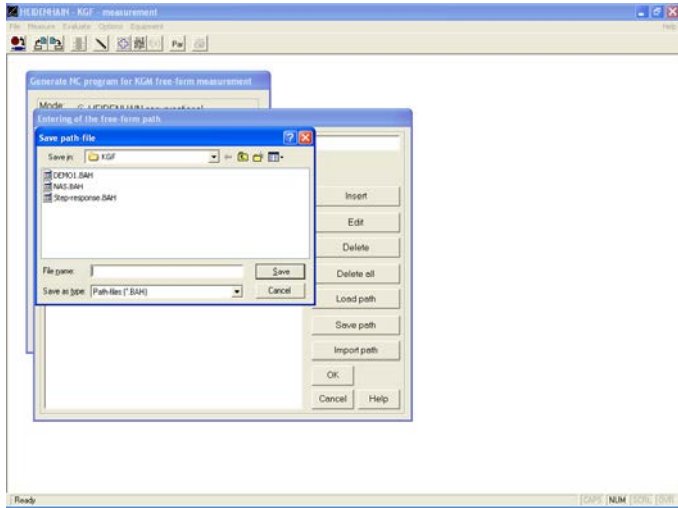 HEIDENHAIN - KGF - measurement
File Measure Evaluate Options Equipment Help
Par
Generate NC program for KGM free-form measurement
Mode: HEIDENHAIN conversational
Entering of the free-form path
Save path-file
Save in: KGF
DEMO1.BAH
NAS.BAH
Step-response.BAH
File name: Save
Save as type: Path-files (*.BAH) Cancel
Insert
Edit
Delete
Delete all
Load path
Save path
Import path
OK
Cancel Help
Ready CAPS NUM SCRL OVR